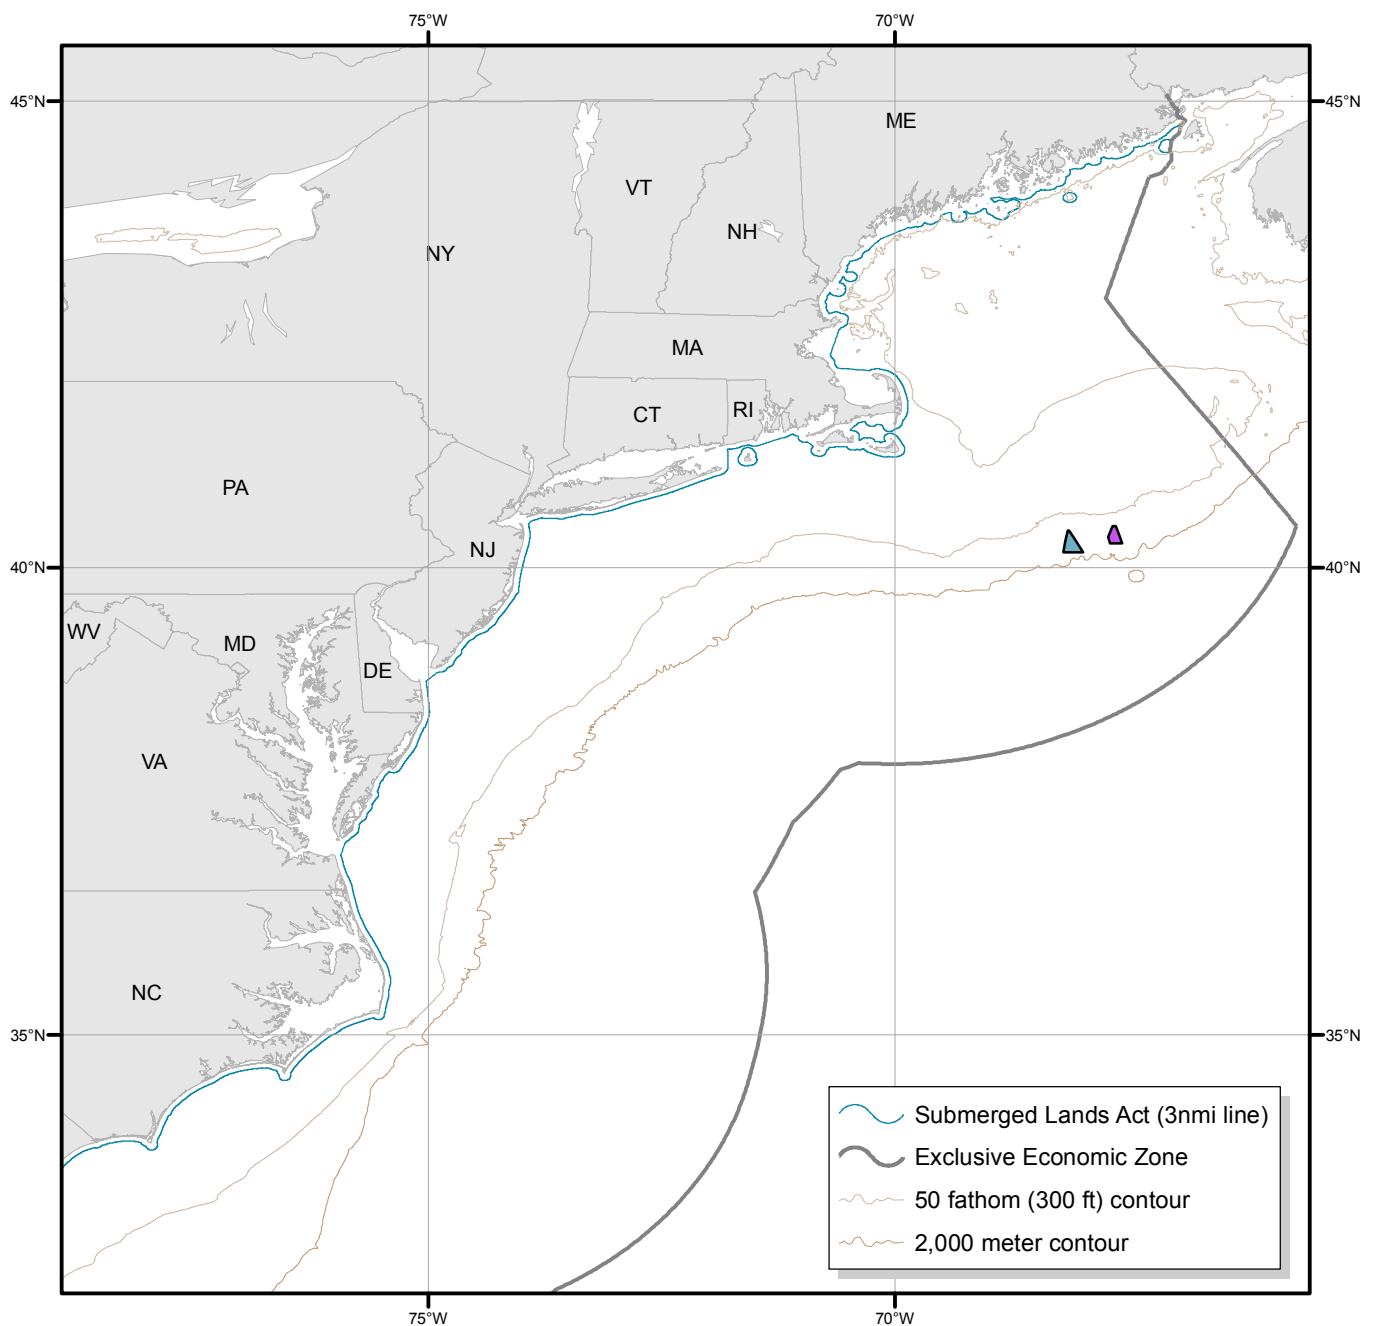 75°W 70°W
45°N 45°N
ME
VT
NH
NY
MA
CT RI
PA
NJ
40°N 40°N
WV
MD
DE
VA
NC
35°N 35°N
Submerged Lands Act (3nmi line)
Exclusive Economic Zone
50 fathom (300 ft) contour
2,000 meter contour
75°W 70°W